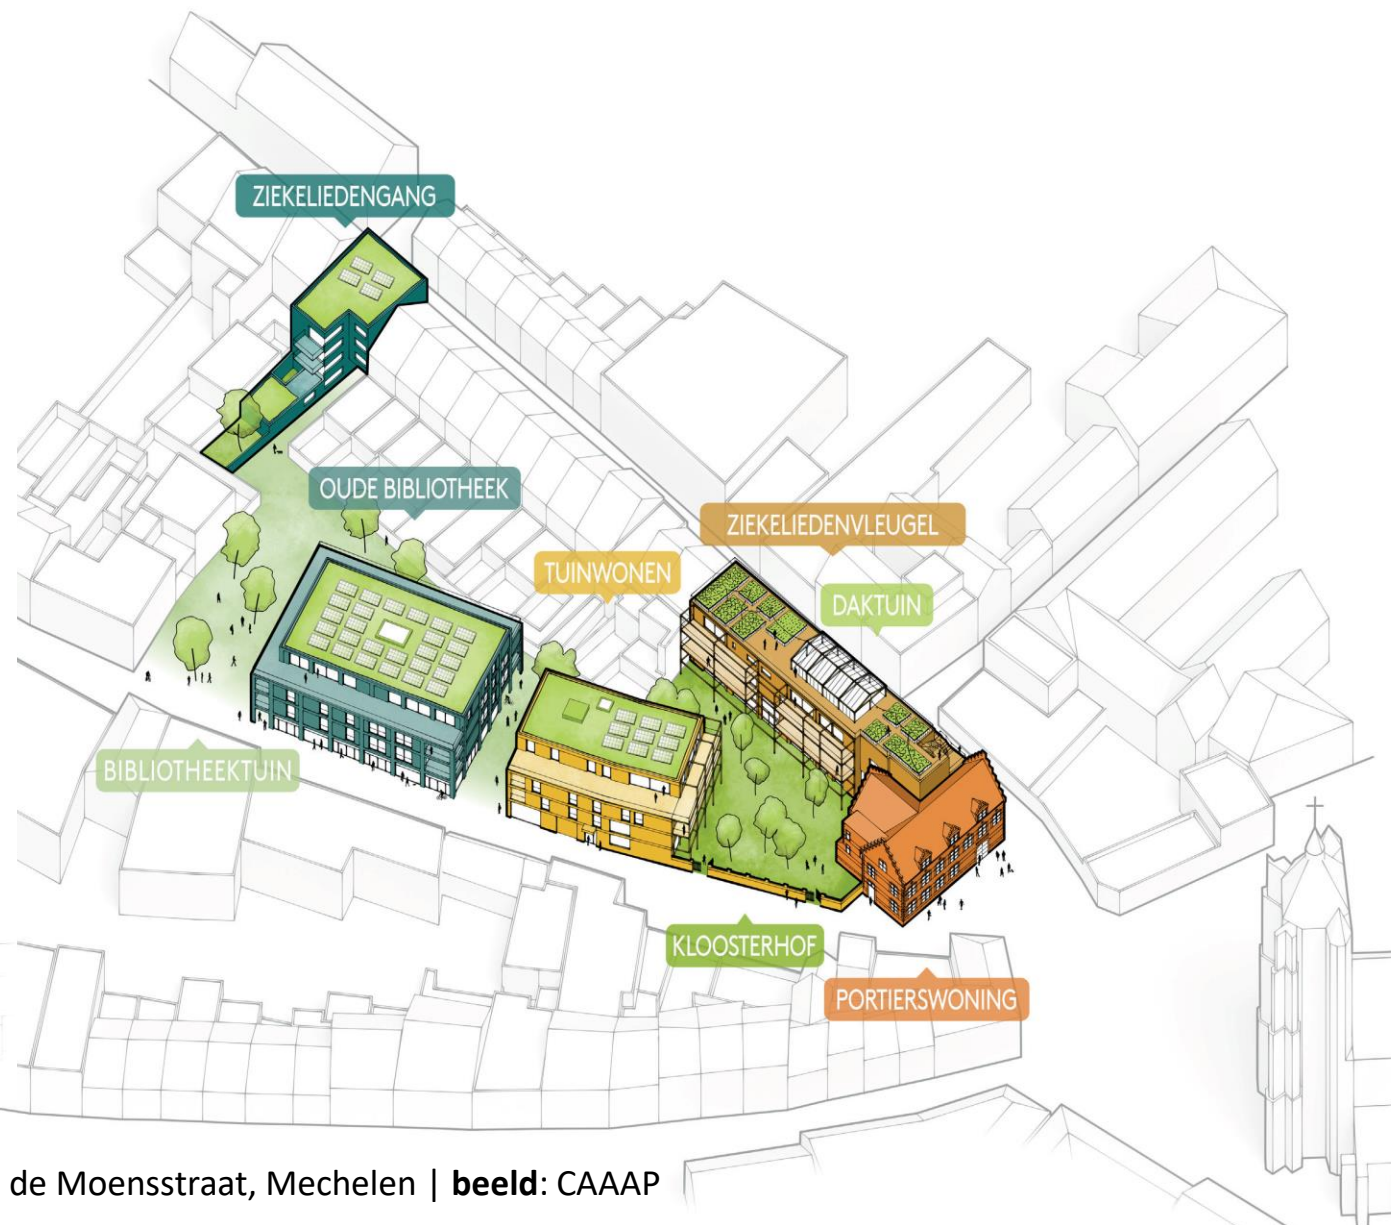 ZIEKELIEDENGANG
OUDE BIBLIOTHEEK
ZIEKELIEDENVLEUGEL
TUINWONEN
DAKTUIN
BIBLIOTHEEKTUIN
KLOOSTERHOF
PORTIERSWONING
de Moensstraat, Mechelen | beeld: CAAAP